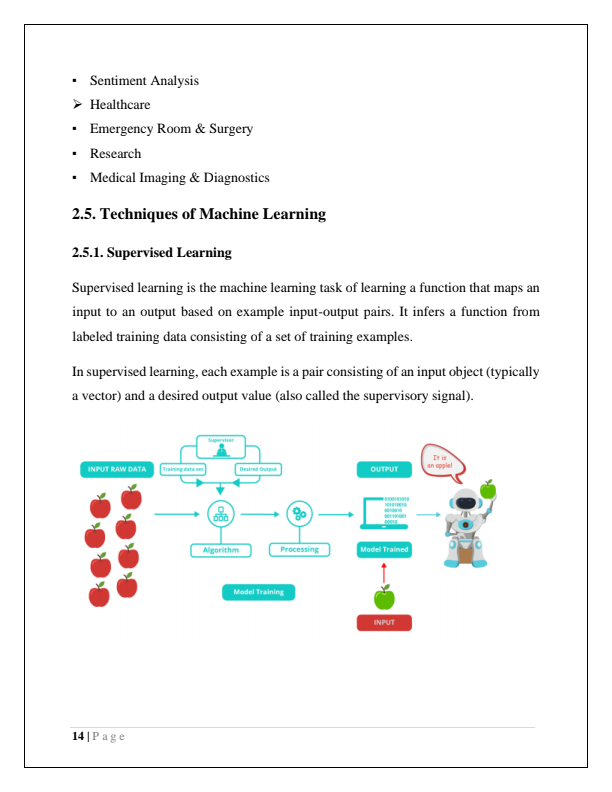 ▪ Sentiment Analysis
➢ Healthcare
▪ Emergency Room & Surgery
▪ Research
▪ Medical Imaging & Diagnostics
2.5. Techniques of Machine Learning
2.5.1. Supervised Learning
Supervised learning is the machine learning task of learning a function that maps an
input to an output based on example input-output pairs. It infers a function from
labeled training data consisting of a set of training examples.
In supervised learning, each example is a pair consisting of an input object (typically
a vector) and a desired output value (also called the supervisory signal).
Supervisor
INPUT RAW DATA
Training data set
Desired Output
OUTPUT
It is
an apple!
0100101010
101010010
0010010
001101001
00010
Algorithm
Processing
Model Trained
Model Training
INPUT
14 | Page